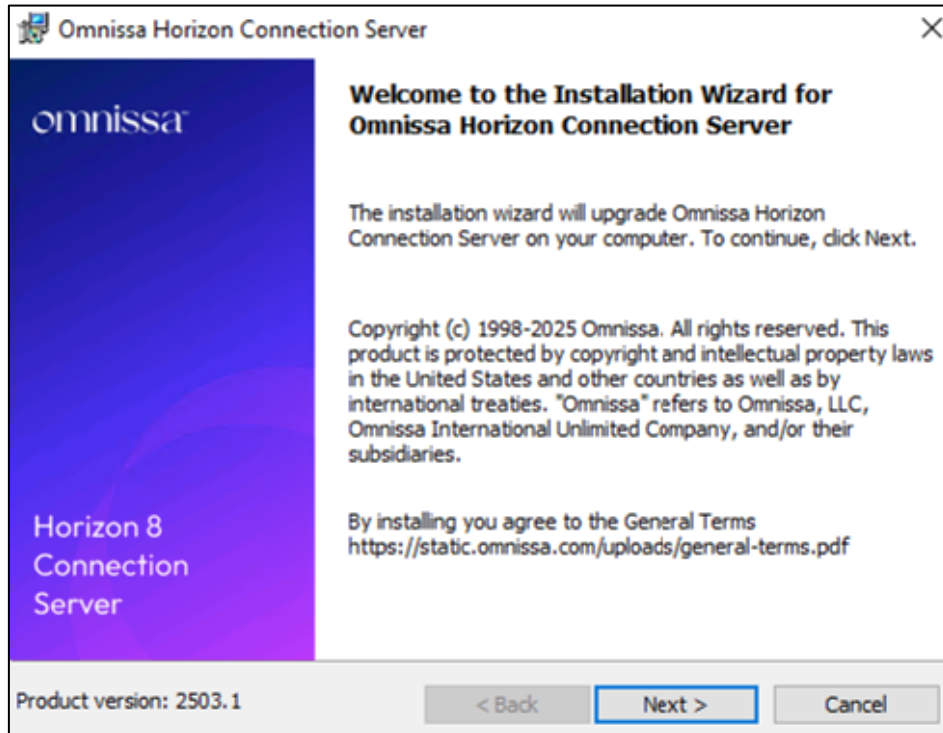 Omnissa Horizon Connection Server
omnissa™
Welcome to the Installation Wizard for
Omnissa Horizon Connection Server
The installation wizard will upgrade Omnissa Horizon
Connection Server on your computer. To continue, click Next.
Copyright (c) 1998-2025 Omnissa. All rights reserved. This
product is protected by copyright and intellectual property laws
in the United States and other countries as well as by
international treaties. "Omnissa" refers to Omnissa, LLC,
Omnissa International Unlimited Company, and/or their
subsidiaries.
By installing you agree to the General Terms
https://static.omnissa.com/uploads/general-terms.pdf
Horizon 8
Connection
Server
Product version: 2503.1
< Back
Next >
Cancel